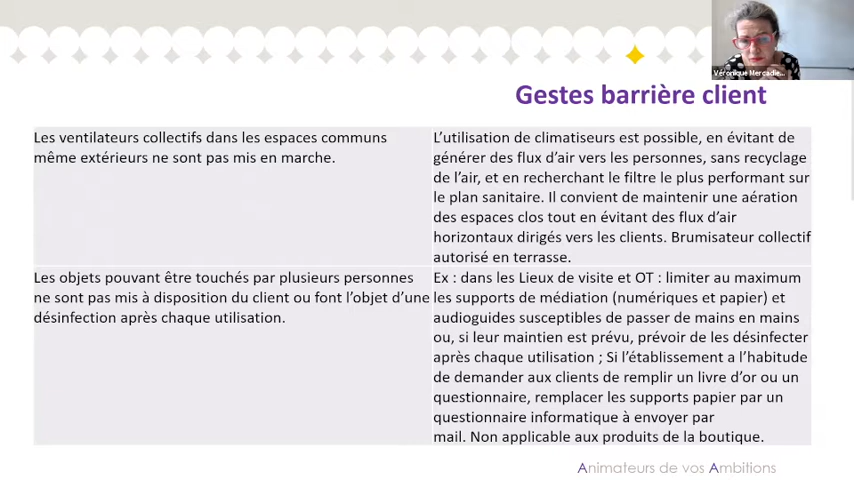 Véronique Mercadie...
Gestes barrière client
Les ventilateurs collectifs dans les espaces communs
même extérieurs ne sont pas mis en marche.
L’utilisation de climatiseurs est possible, en évitant de
générer des flux d’air vers les personnes, sans recyclage
de l’air, et en recherchant le filtre le plus performant sur
le plan sanitaire. Il convient de maintenir une aération
des espaces clos tout en évitant des flux d’air
horizontaux dirigés vers les clients. Brumisateur collectif
autorisé en terrasse.
Les objets pouvant être touchés par plusieurs personnes
ne sont pas mis à disposition du client ou font l’objet d’une
désinfection après chaque utilisation.
Ex : dans les Lieux de visite et OT : limiter au maximum
les supports de médiation (numériques et papier) et
audioguides susceptibles de passer de mains en mains
ou, si leur maintien est prévu, prévoir de les désinfecter
après chaque utilisation ; Si l’établissement a l’habitude
de demander aux clients de remplir un livre d’or ou un
questionnaire, remplacer les supports papier par un
questionnaire informatique à envoyer par
mail. Non applicable aux produits de la boutique.
Animateurs de vos Ambitions